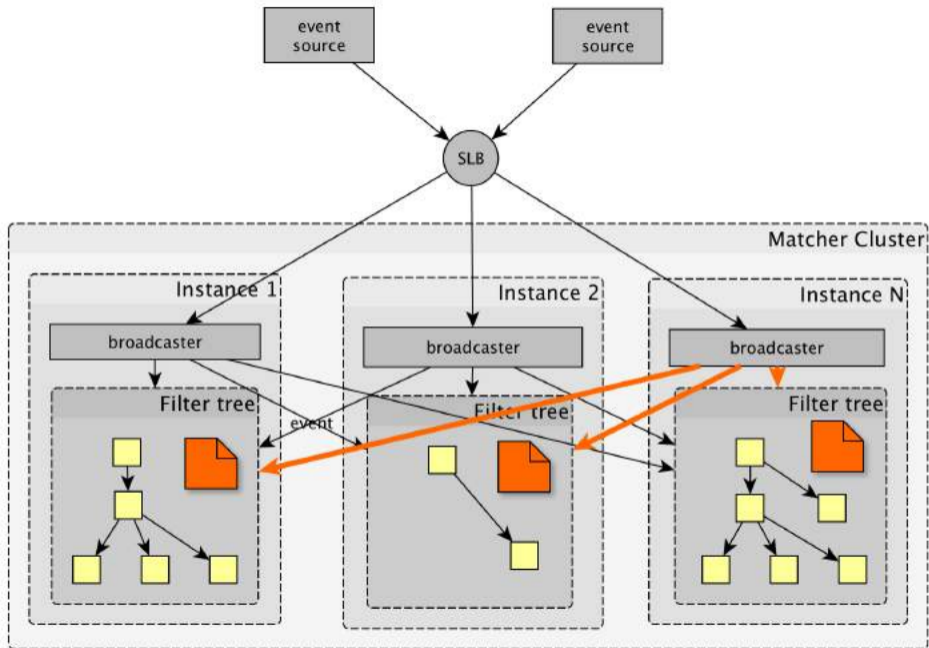 event
source
event
source
SLB
Matcher Cluster
Instance 1
Instance 2
Instance N
broadcaster
broadcaster
broadcaster
Filter tree
Filter tree
Filter tree
event